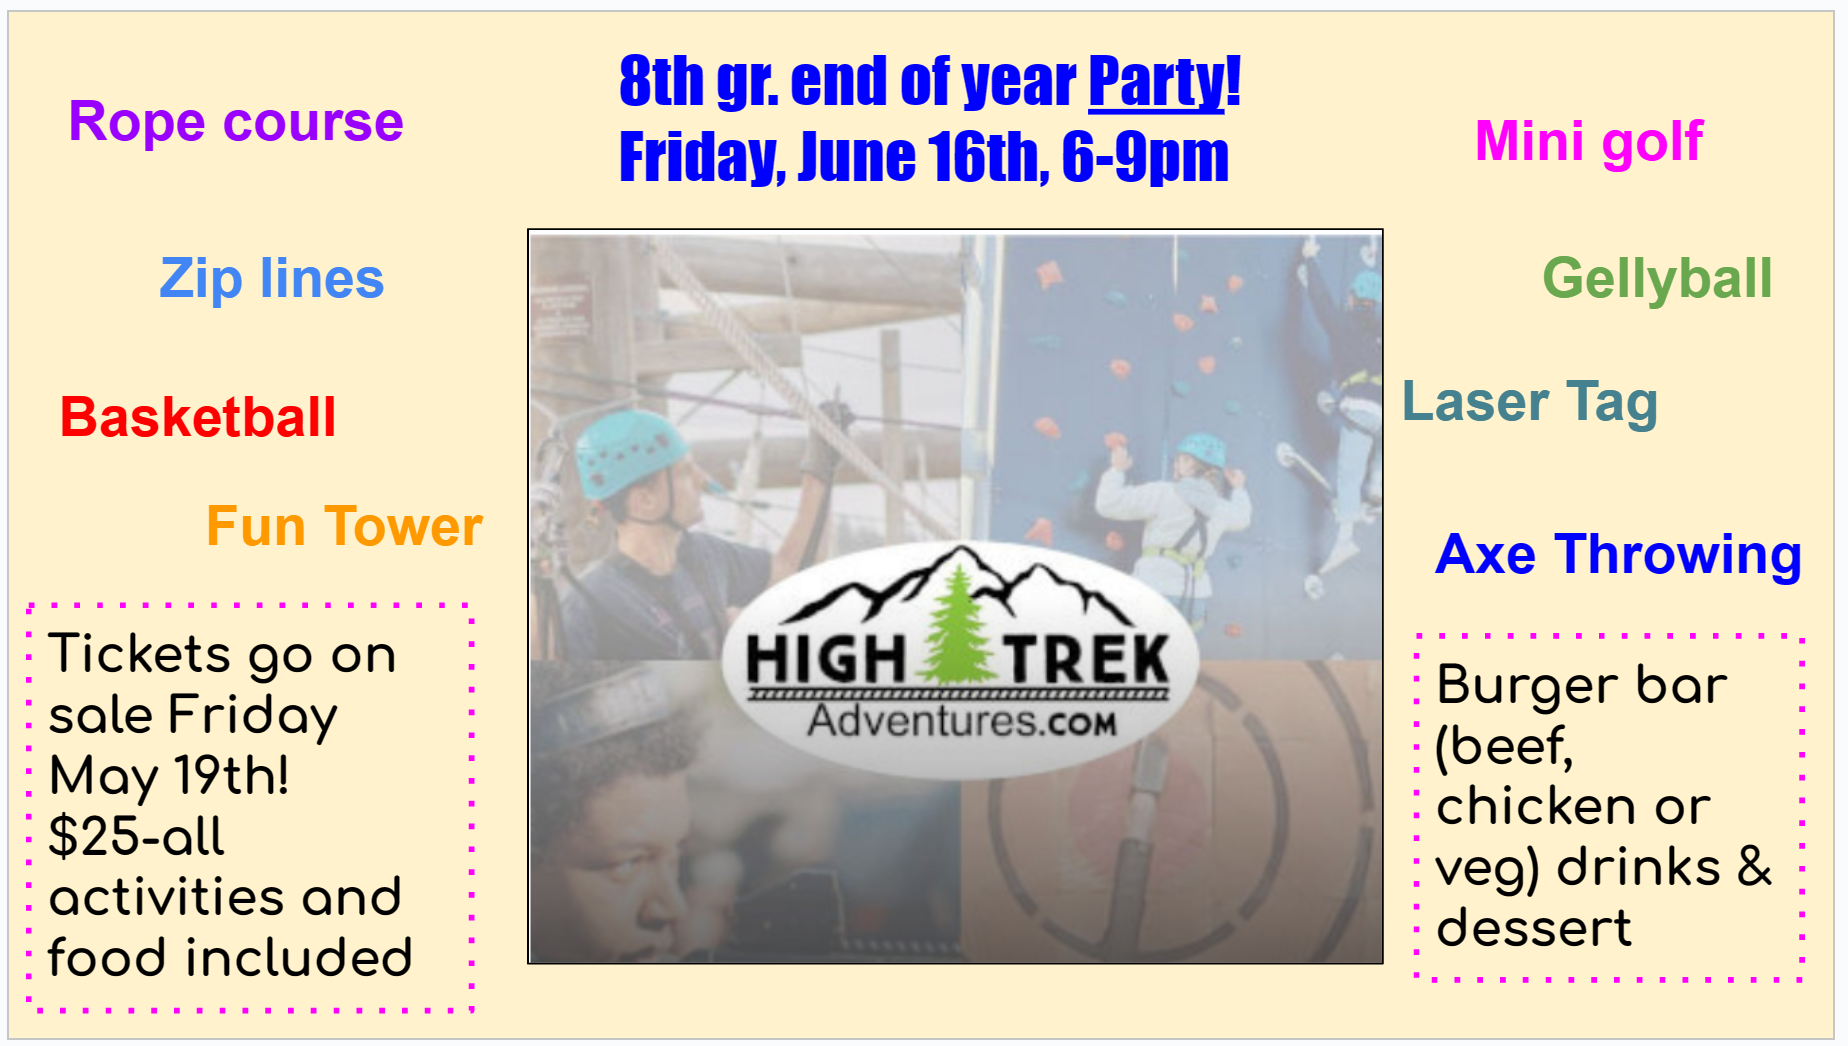 8th gr. end of year Party!
Friday, June 16th, 6-9pm
Rope course
Zip lines
Basketball
Fun Tower
Tickets go on
sale Friday
May 19th!
$25-all
activities and
food included
HIGH TREK
Adventures.COM
Mini golf
Gellyball
Laser Tag
Axe Throwing
Burger bar
(beef,
chicken or
veg) drinks &
dessert